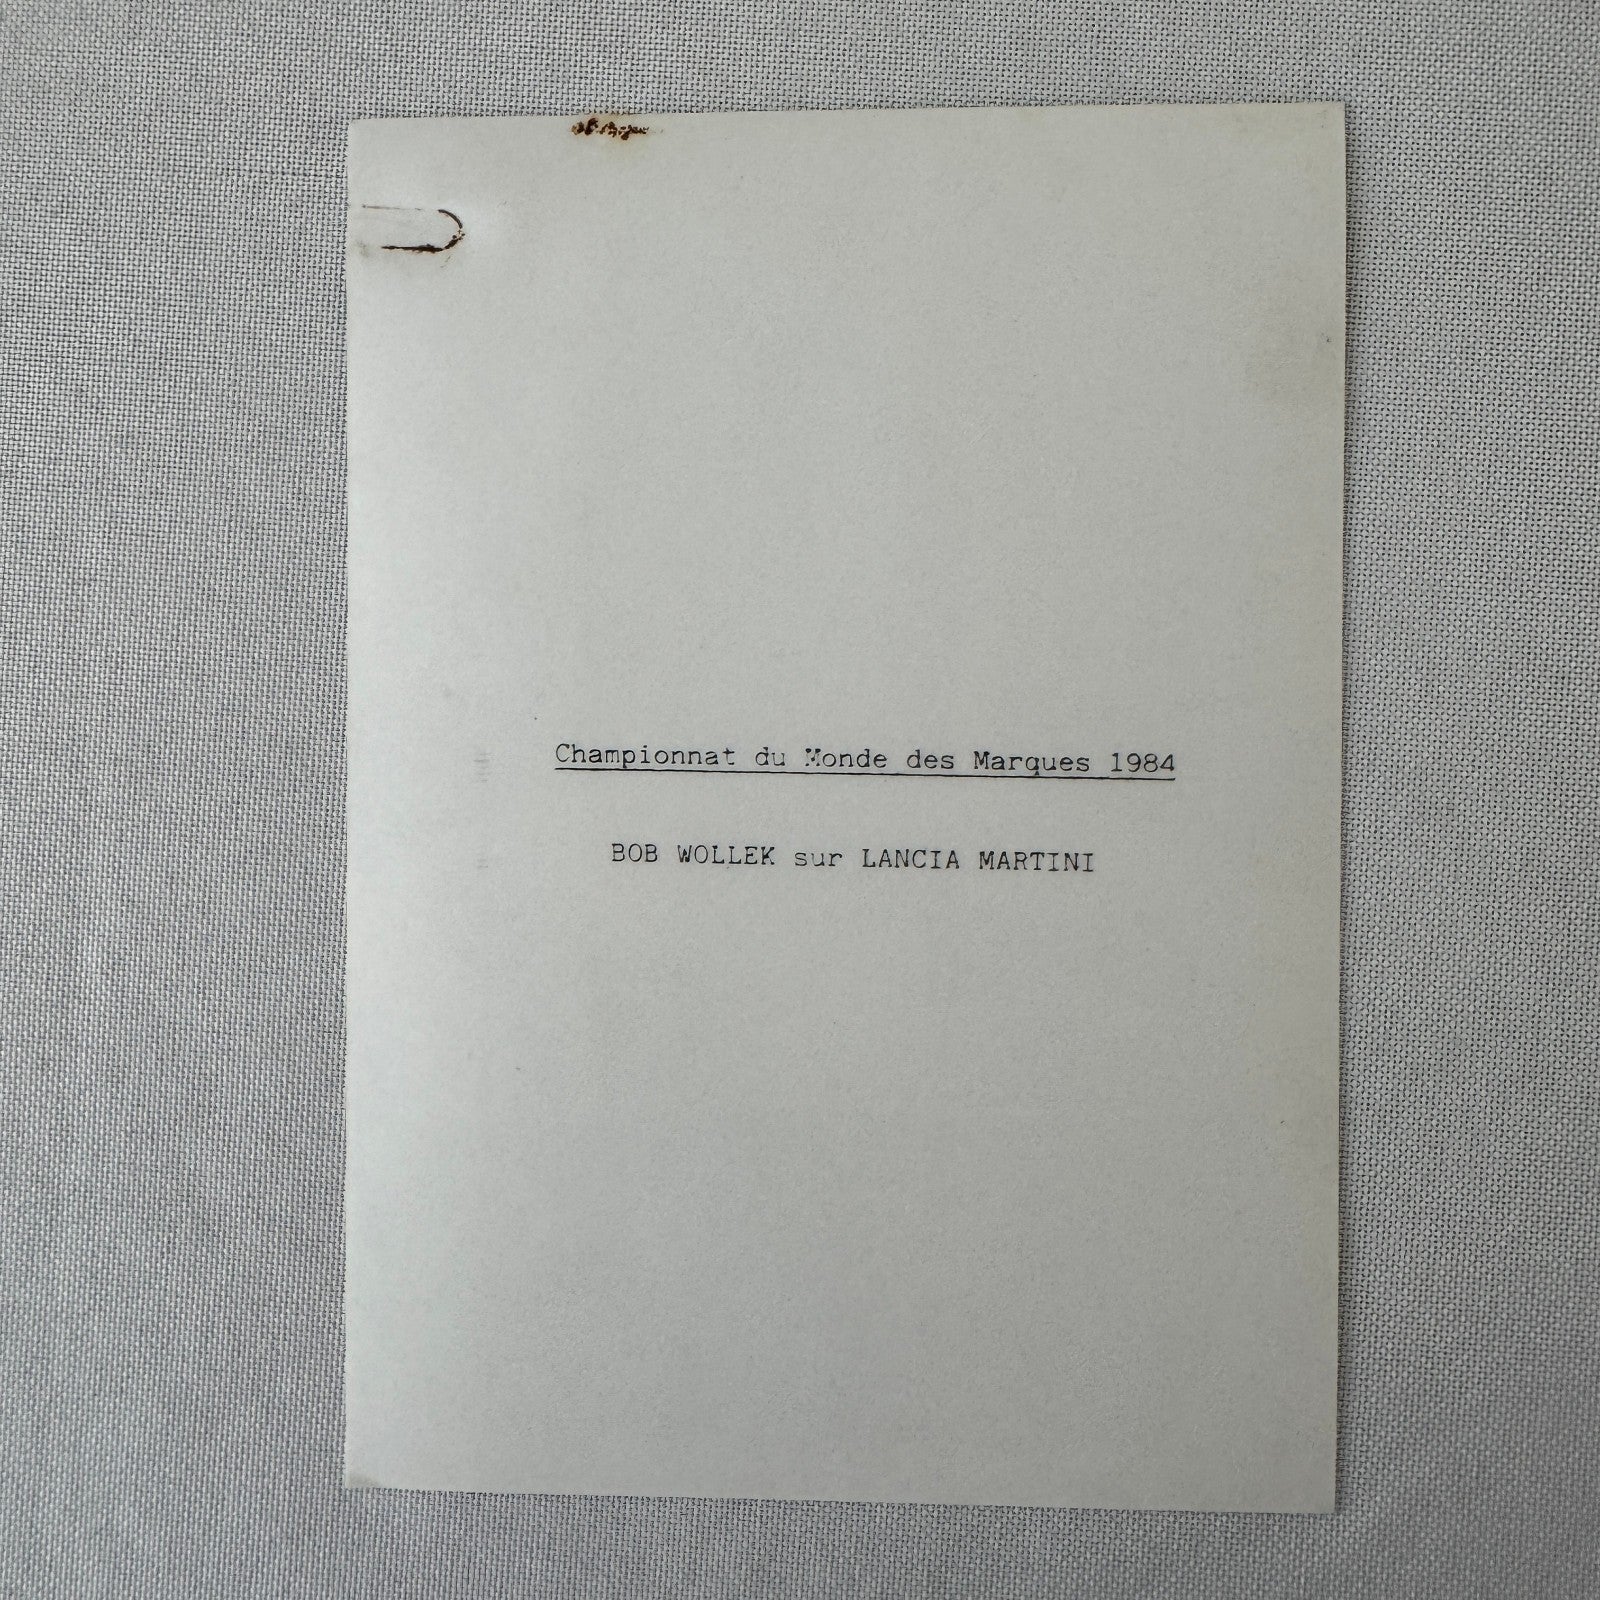 Championnat du Monde des Marques 1984
BOB WOLLEK sur LANCIA MARTINI